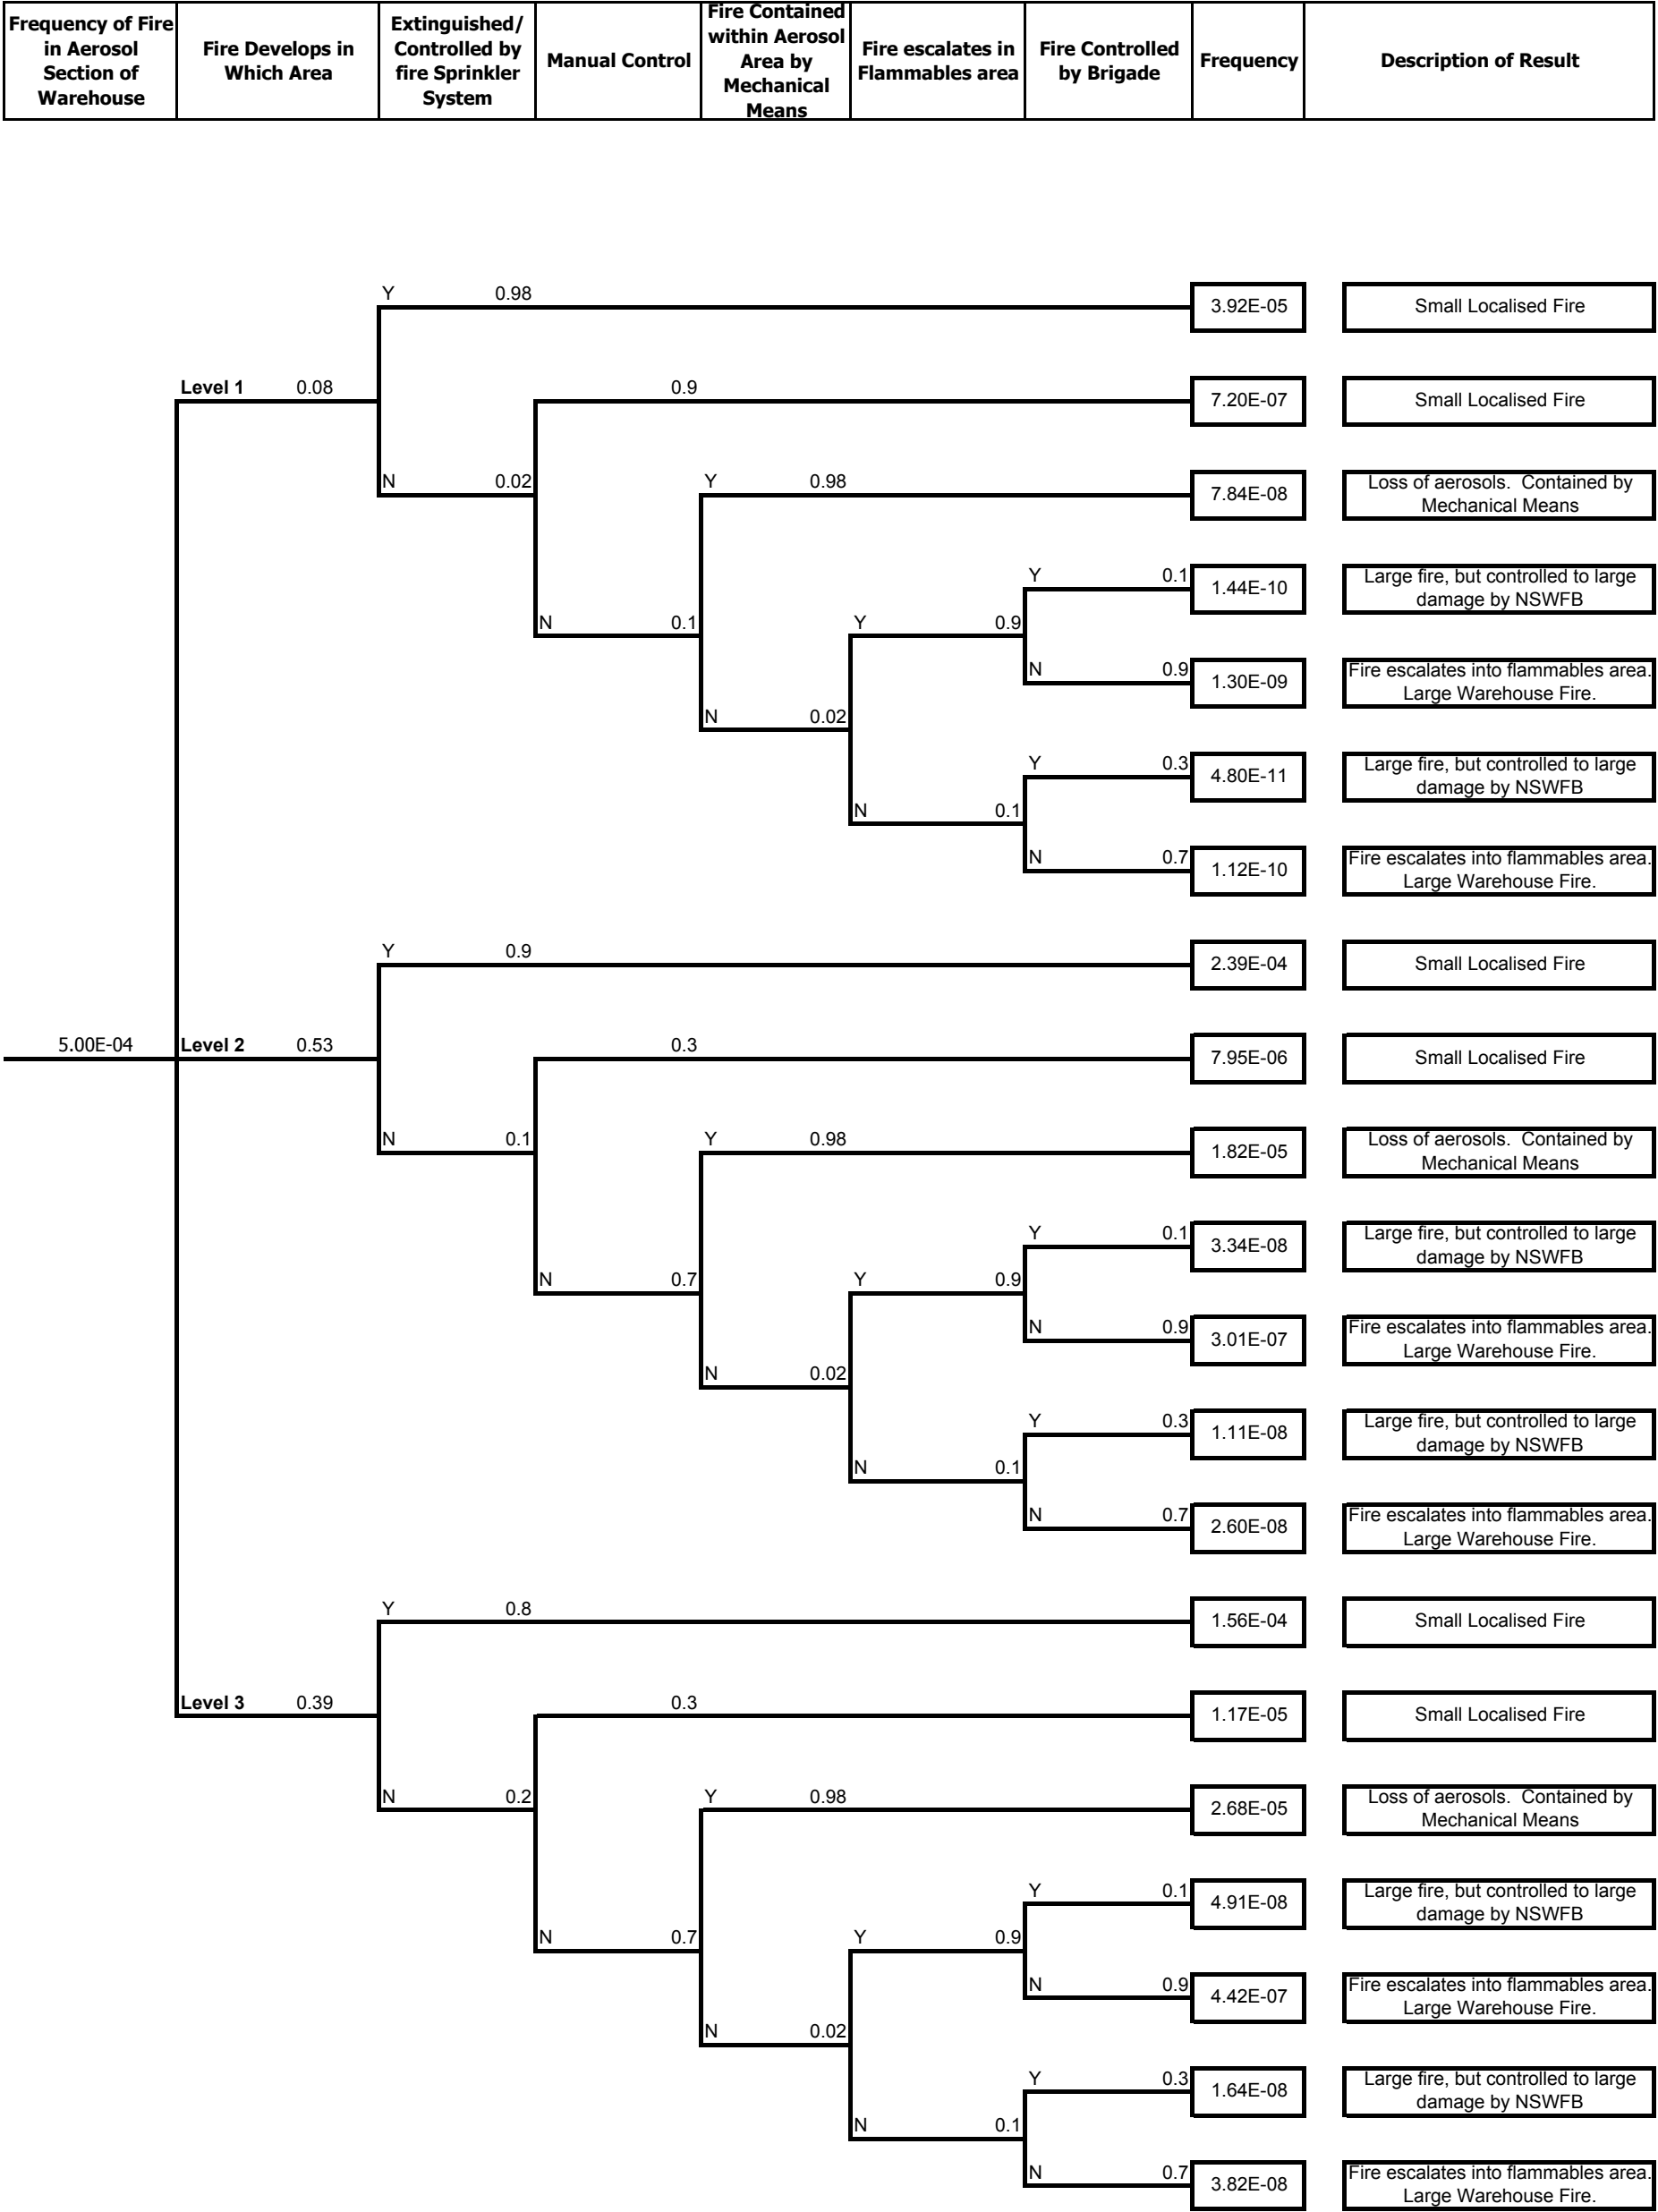 Frequency of Fire
in Aerosol
Section of
Warehouse
Fire Develops in
Which Area
Extinguished/
Controlled by
fire Sprinkler
System
Manual Control
Fire Contained
within Aerosol
Area by
Mechanical
Means
Fire escalates in
Flammables area
Fire Controlled
by Brigade
Frequency
Description of Result
Y 0.98
3.92E-05
Small Localised Fire
Level 1 0.08
0.9
7.20E-07
Small Localised Fire
N 0.02
Y 0.98
7.84E-08
Loss of aerosols. Contained by
Mechanical Means
Y 0.1
1.44E-10
Large fire, but controlled to large
damage by NSWFB
N 0.1
Y 0.9
N 0.9
1.30E-09
Fire escalates into flammables area.
Large Warehouse Fire.
N 0.02
Y 0.3
4.80E-11
Large fire, but controlled to large
damage by NSWFB
N 0.1
N 0.7
1.12E-10
Fire escalates into flammables area.
Large Warehouse Fire.
Y 0.9
2.39E-04
Small Localised Fire
5.00E-04
Level 2 0.53
0.3
7.95E-06
Small Localised Fire
N 0.1
Y 0.98
1.82E-05
Loss of aerosols. Contained by
Mechanical Means
Y 0.1
3.34E-08
Large fire, but controlled to large
damage by NSWFB
N 0.7
Y 0.9
N 0.9
3.01E-07
Fire escalates into flammables area.
Large Warehouse Fire.
N 0.02
Y 0.3
1.11E-08
Large fire, but controlled to large
damage by NSWFB
N 0.1
N 0.7
2.60E-08
Fire escalates into flammables area.
Large Warehouse Fire.
Y 0.8
1.56E-04
Small Localised Fire
Level 3 0.39
0.3
1.17E-05
Small Localised Fire
N 0.2
Y 0.98
2.68E-05
Loss of aerosols. Contained by
Mechanical Means
Y 0.1
4.91E-08
Large fire, but controlled to large
damage by NSWFB
N 0.7
Y 0.9
N 0.9
4.42E-07
Fire escalates into flammables area.
Large Warehouse Fire.
N 0.02
Y 0.3
1.64E-08
Large fire, but controlled to large
damage by NSWFB
N 0.1
N 0.7
3.82E-08
Fire escalates into flammables area.
Large Warehouse Fire.